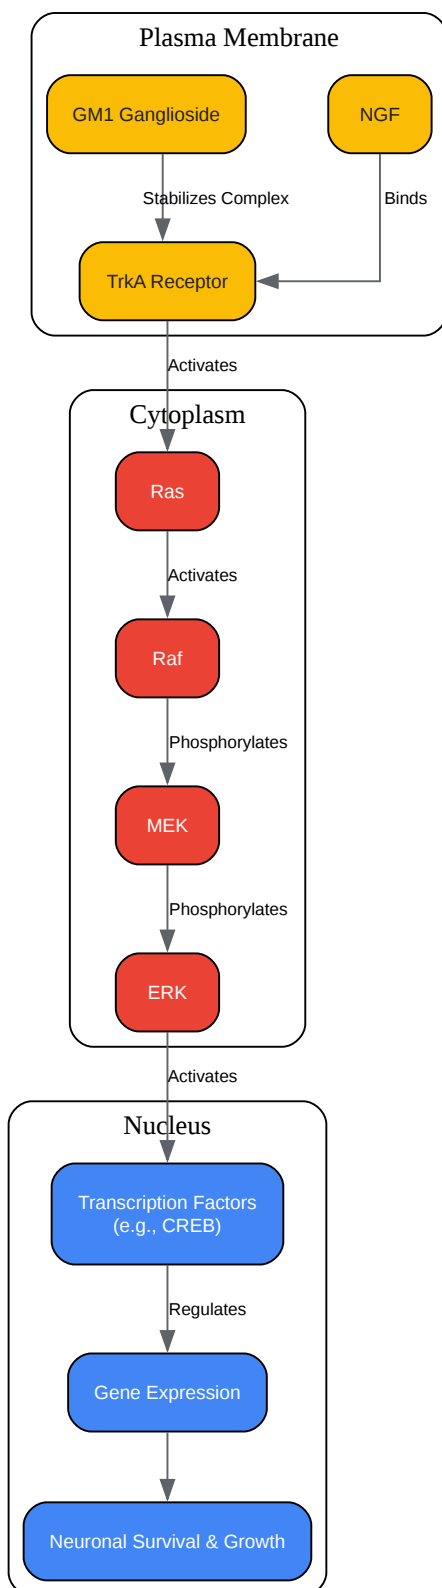 Plasma Membrane
GM1 Ganglioside
NGF
Stabilizes Complex
Binds
TrkA Receptor
Activates
Cytoplasm
Ras
Activates
Raf
Phosphorylates
MEK
Phosphorylates
ERK
Activates
Nucleus
Transcription Factors
(e.g., CREB)
Regulates
Gene Expression
Neuronal Survival & Growth